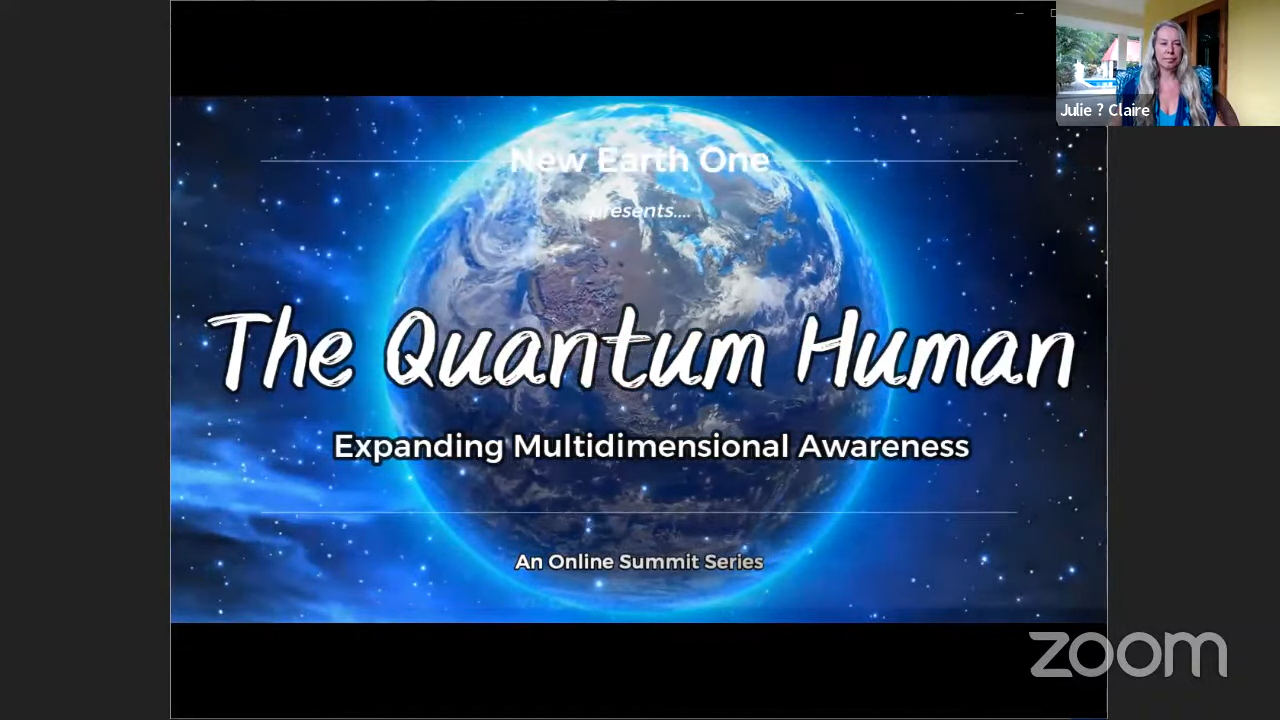 Julie ? Claire
New Earth One
presents....
The Quantum Human
Expanding Multidimensional Awareness
An Online Summit Series
zoom